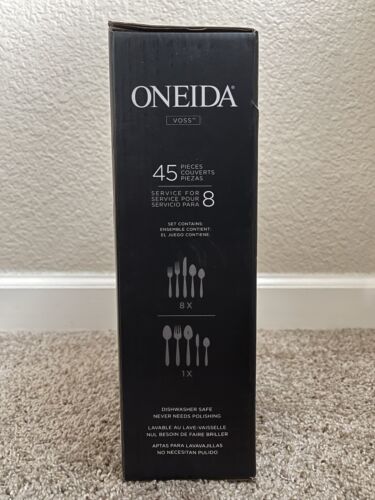 ONEIDA®
VOSS™
45 PIECES
COUVERTS
PIEZAS
SERVICE FOR
SERVICE POUR
SERVICIO PARA 8
SET CONTAINS:
ENSEMBLE CONTIENT:
EL JUEGO CONTIENE:
8X
1X
DISHWASHER SAFE
NEVER NEEDS POLISHING
LAVABLE AU LAVE-VAISSELLE
NUL BESOIN DE FAIRE BRILLER
APTAS PARA LAVAVAJILLAS
NO NECESITAN PULIDO